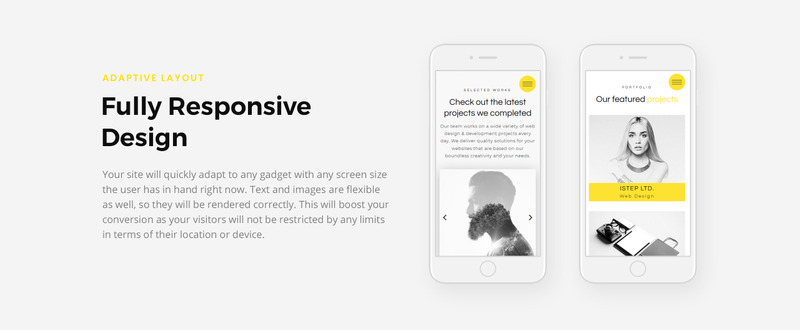 ADAPTIVE LAYOUT
Fully Responsive
Design
Your site will quickly adapt to any gadget with any screen size
the user has in hand right now. Text and images are flexible
as well, so they will be rendered correctly. This will boost your
conversion as your visitors will not be restricted by any limits
in terms of their location or device.
SELECTED WORKS
Check out the latest
projects we completed
Our team works on a wide variety of web
design & development projects every
day. We deliver quality solutions for your
websites that are based on our
boundless creativity and your needs.
PORTFOLIO
Our featured projects
ISTEP LTD.
Web Design